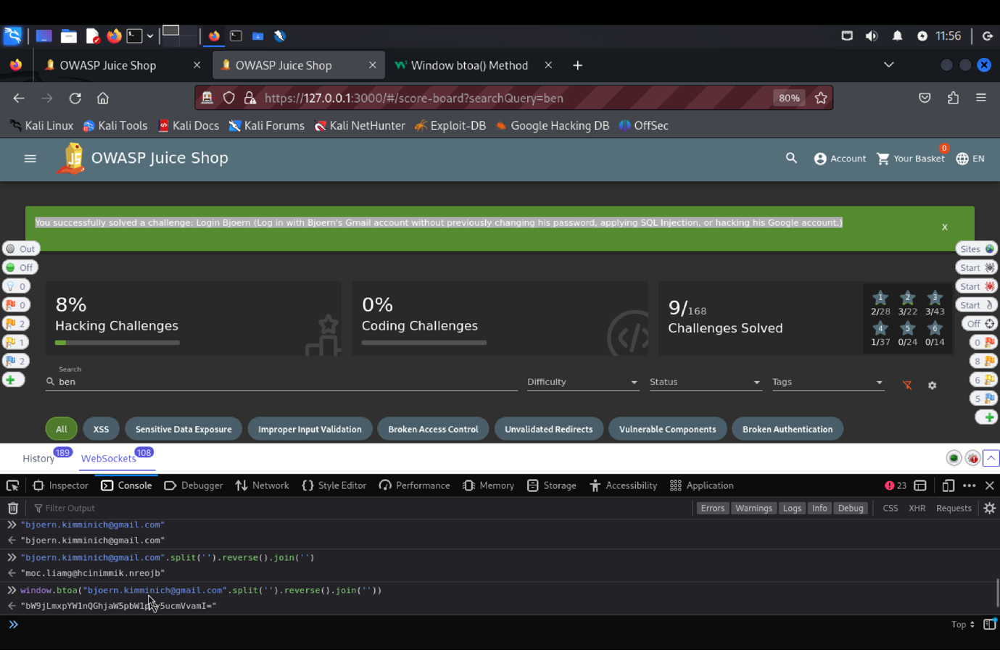 11:56
OWASP Juice Shop
OWASP Juice Shop
Window btoa() Method
https://127.0.0.1:3000/#/score-board?searchQuery=ben
80%
Kali Linux
Kali Tools
Kali Docs
Kali Forums
Kali NetHunter
Exploit-DB
Google Hacking DB
OffSec
OWASP Juice Shop
Account
Your Basket
0
EN
You successfully solved a challenge: Login Bjoern (Log in with Bjoern's Gmail account without previously changing his password, applying SQL Injection, or hacking his Google account.)
X
Out
Off
0
0
2
1
2
Sites
Start
Start
Start
Off
0
8
6
5
8%
Hacking Challenges
0%
Coding Challenges
9/168
Challenges Solved
1 2 3
2/28 3/22 3/43
4 5 6
1/37 0/24 0/14
Search
ben
Difficulty
Status
Tags
All
XSS
Sensitive Data Exposure
Improper Input Validation
Broken Access Control
Unvalidated Redirects
Vulnerable Components
Broken Authentication
History 189
WebSockets 108
Inspector
Console
Debugger
Network
Style Editor
Performance
Memory
Storage
Accessibility
Application
23
Filter Output
Errors
Warnings
Logs
Info
Debug
CSS
XHR
Requests
"bjoern.kimminich@gmail.com"
"bjoern.kimminich@gmail.com"
"bjoern.kimminich@gmail.com".split('').reverse().join('')
"moc.liamg@hcinimmik.nreojb"
window.btoa("bjoern.kimminich@gmail.com".split('').reverse().join(''))
Top